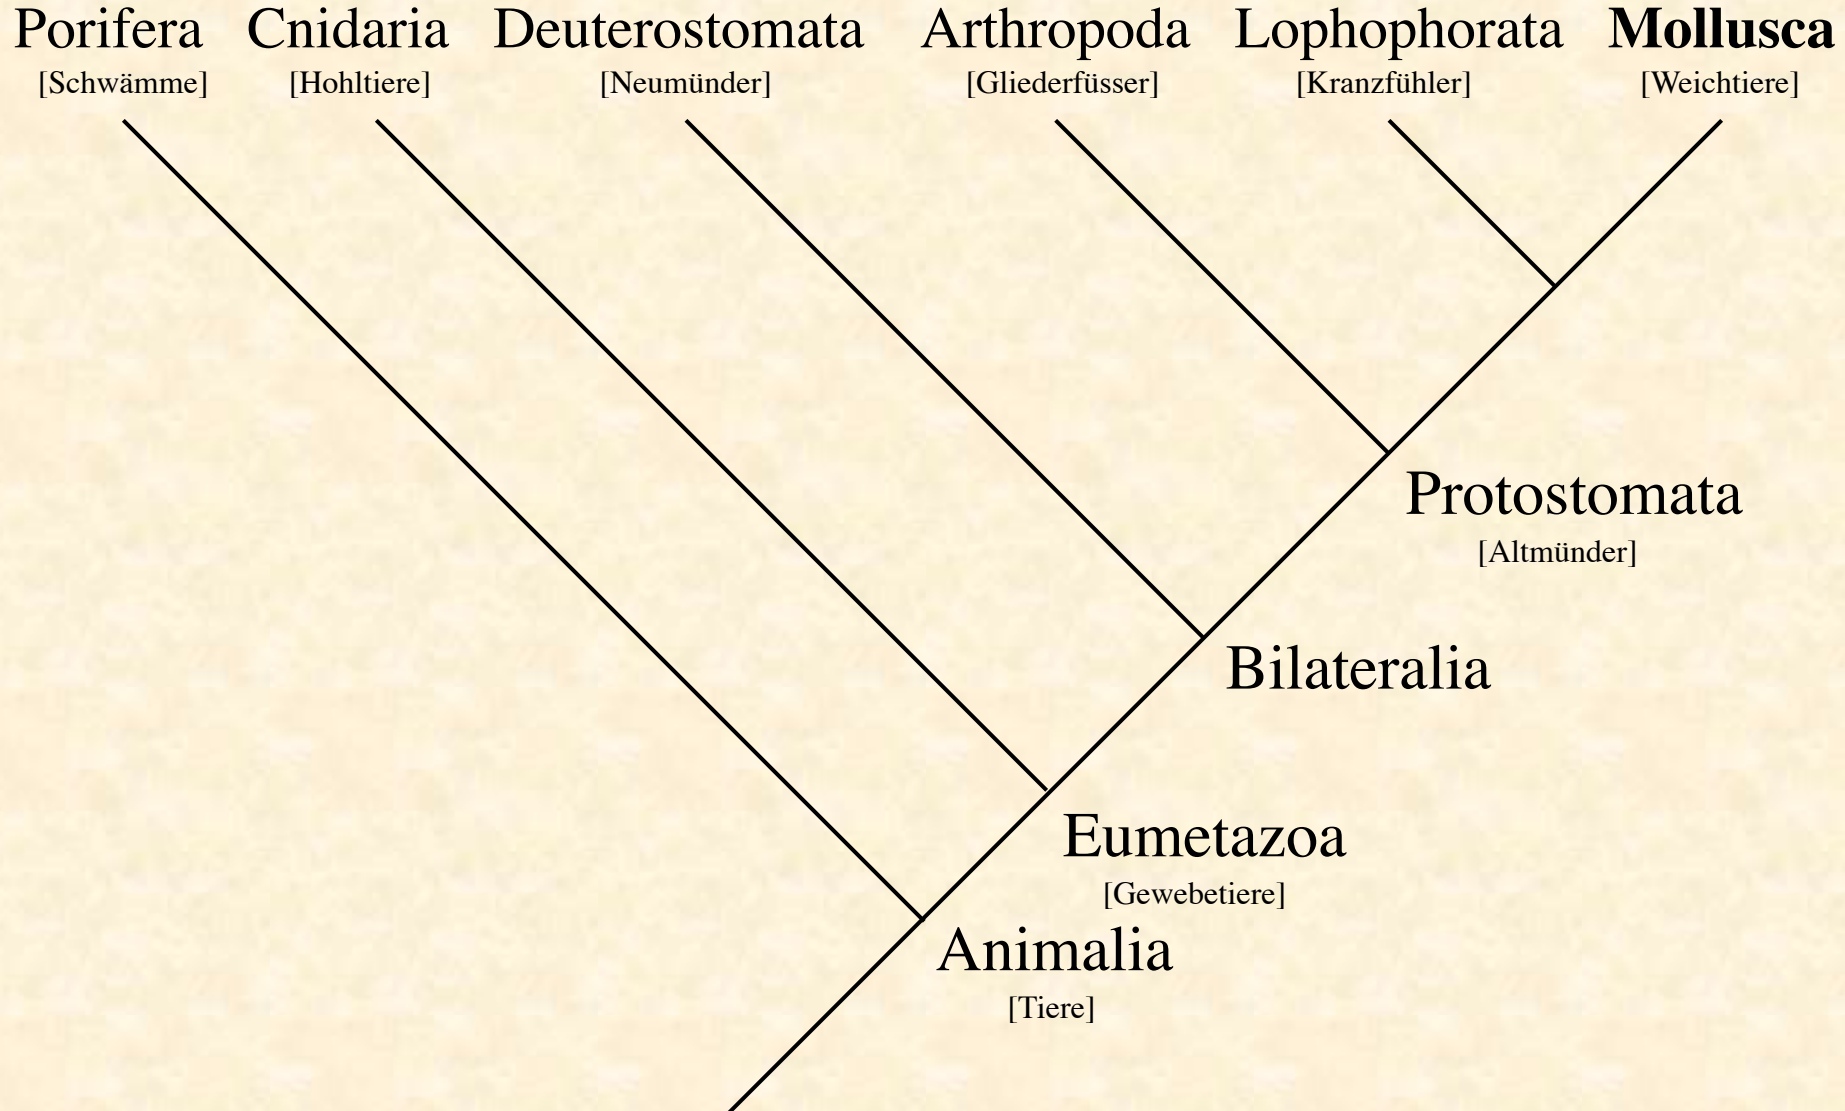 Porifera Cnidaria Deuterostomata Arthropoda Lophophorata Mollusca
[Schwämme] [Hohltiere] [Neumünder] [Gliederfüsser] [Kranzfühler] [Weichtiere]
Protostomata
[Altmünder]
Bilateralia
Eumetazoa
[Gewebetiere]
Animalia
[Tiere]